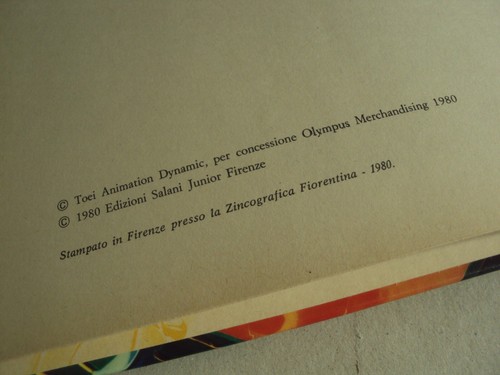 © Toei Animation Dynamic, per concessione Olympus Merchandising 1980
© 1980 Edizioni Salani Junior Firenze
Stampato in Firenze presso la Zincografica Fiorentina - 1980.